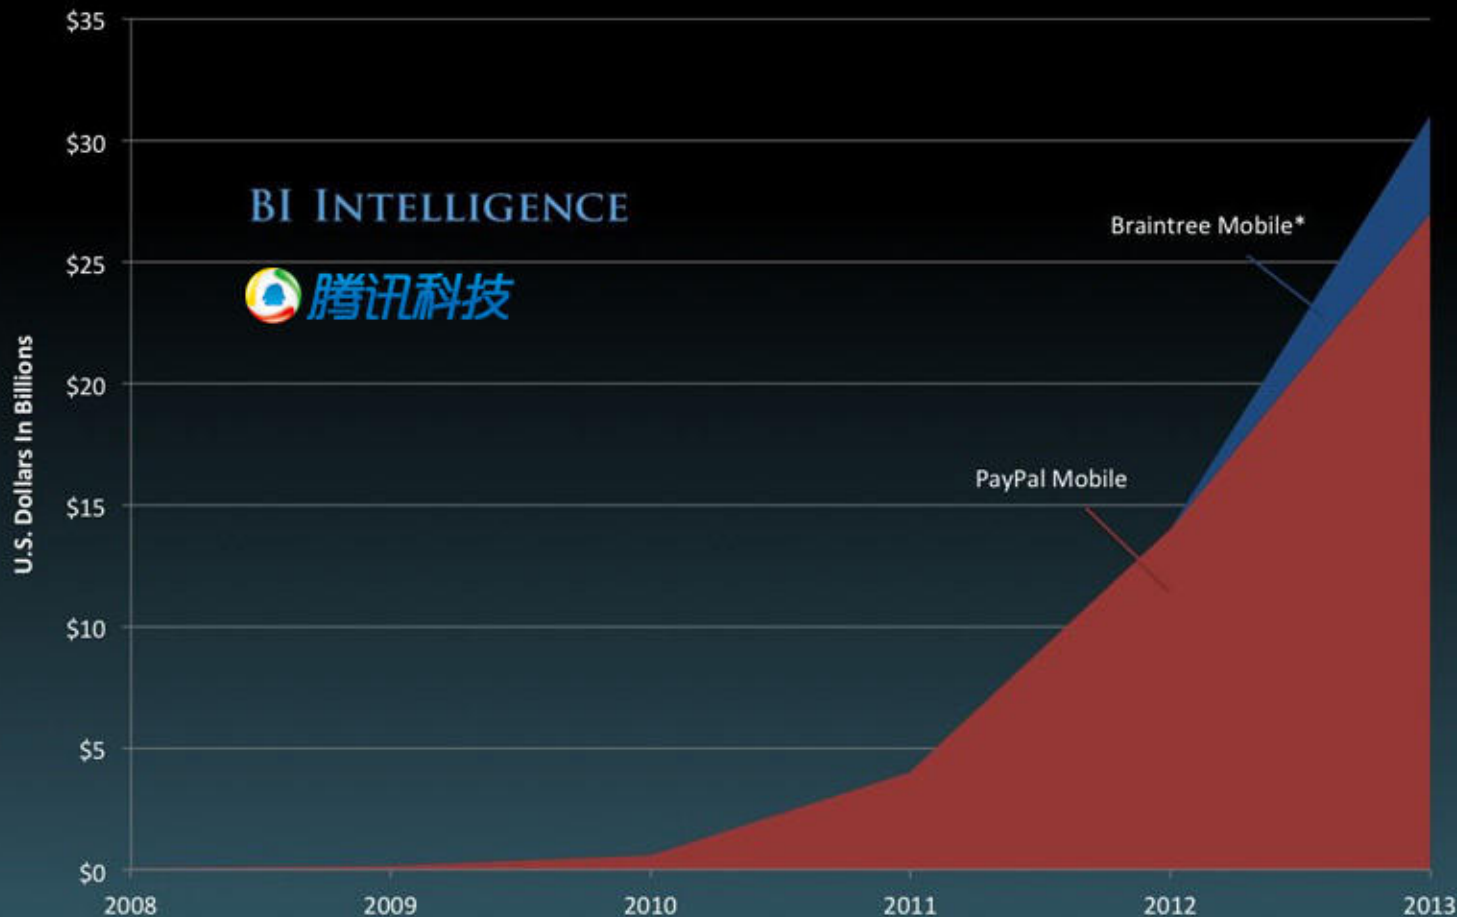 $35
$30
BI INTELLIGENCE
Braintree Mobile*
$25
腾讯科技
U.S. Dollars In Billions
$20
PayPal Mobile
$15
$10
$5
$0
2008 2009 2010 2011 2012 2013